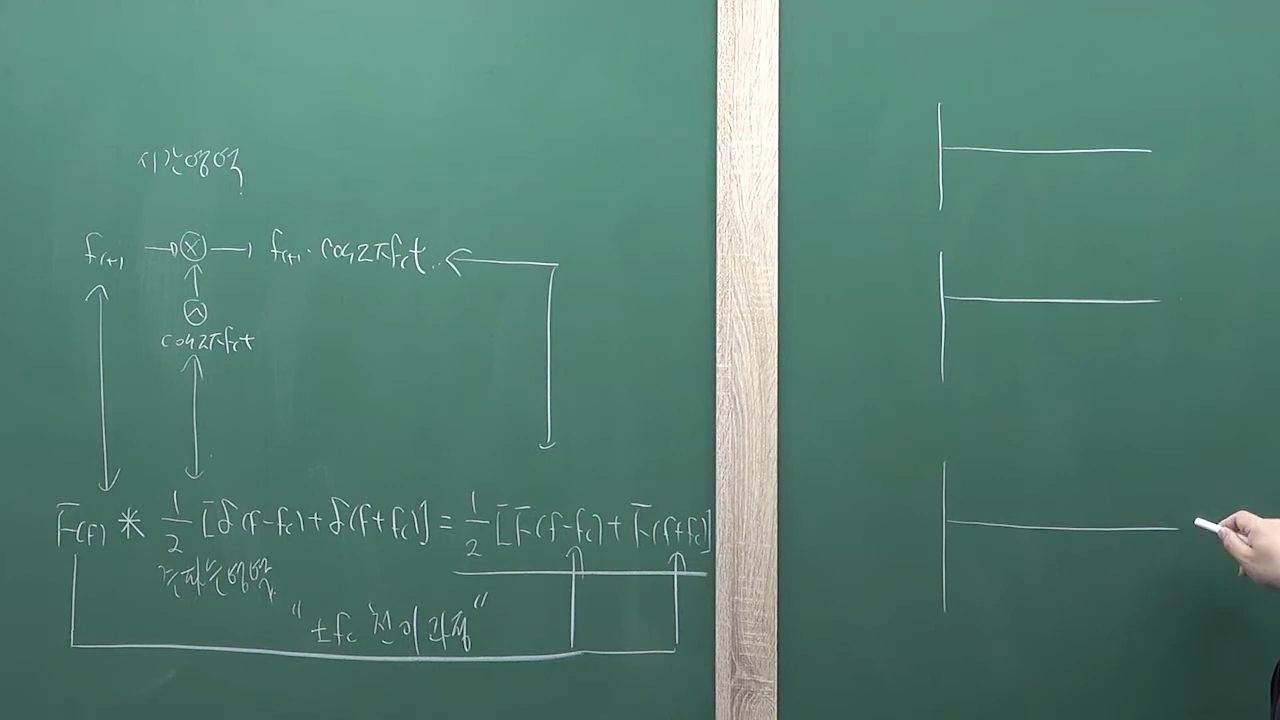 시간영역
f(t) → ⊗ → f(t)·cos2πfct
cos2πfct
F(f) * 1/2 [δ(f-fc)+δ(f+fc)] = 1/2 [F(f-fc)+F(f+fc)]
주파수영역
"±fc 천이과정"